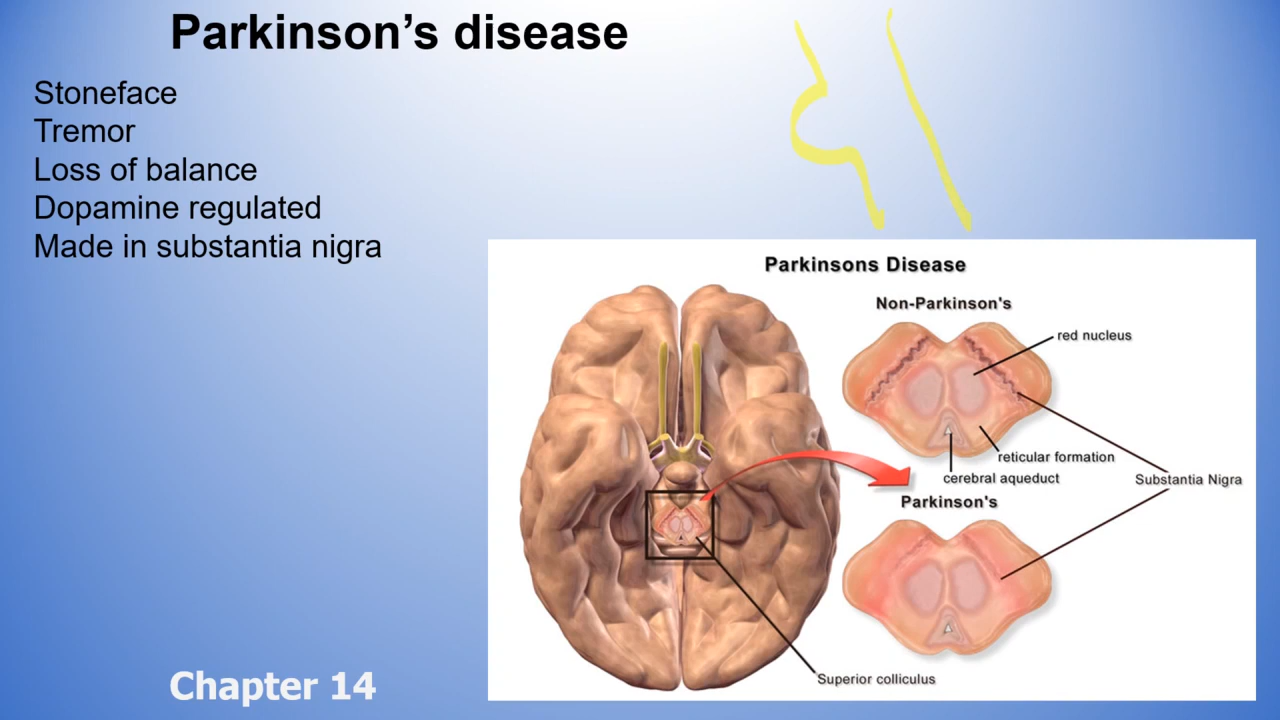 Parkinson's disease
Stoneface
Tremor
Loss of balance
Dopamine regulated
Made in substantia nigra
Parkinsons Disease
Non-Parkinson's
red nucleus
reticular formation
cerebral aqueduct
Substantia Nigra
Parkinson's
Superior colliculus
Chapter 14